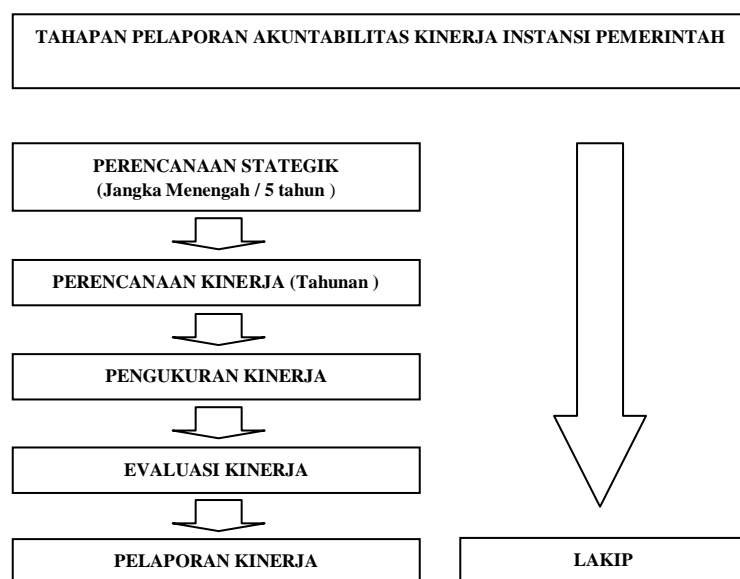 TAHAPAN PELAPORAN AKUNTABILITAS KINERJA INSTANSI PEMERINTAH
PERENCANAAN STATEGIK
(Jangka Menengah / 5 tahun )
PERENCANAAN KINERJA (Tahunan )
PENGUKURAN KINERJA
EVALUASI KINERJA
PELAPORAN KINERJA
LAKIP